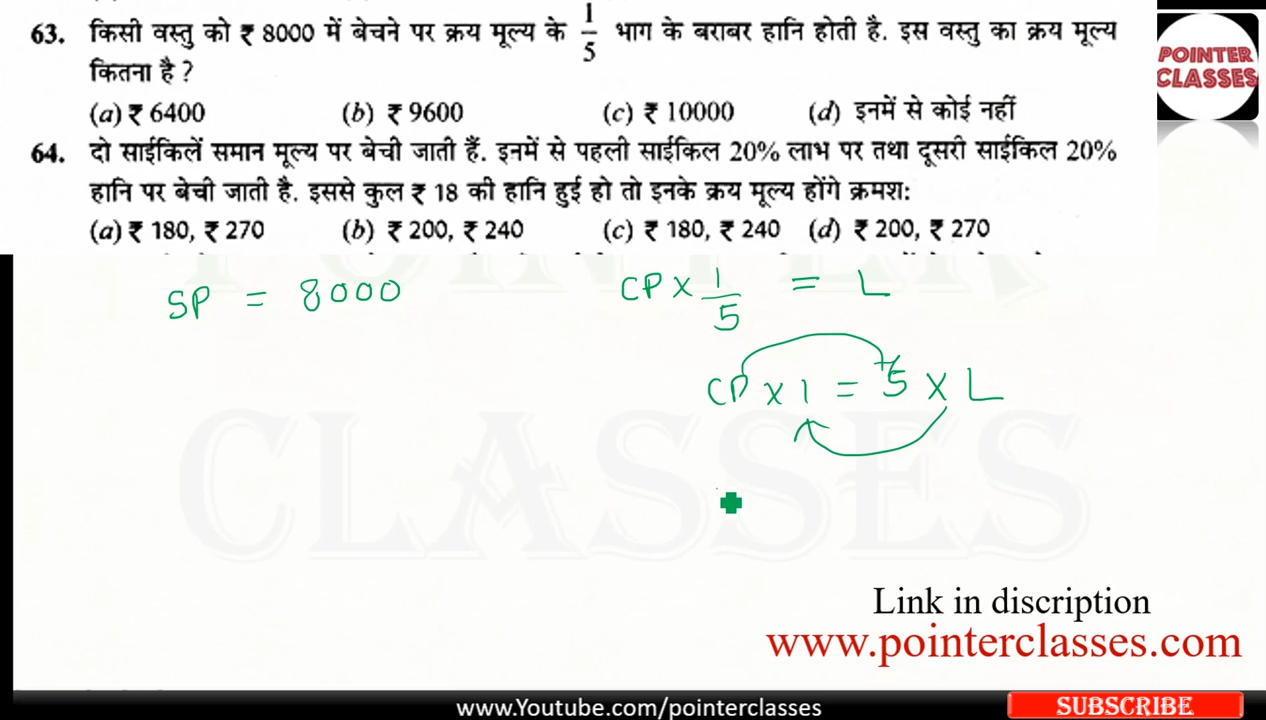 63. किसी वस्तु को ₹ 8000 में बेचने पर क्रय मूल्य के 1/5 भाग के बराबर हानि होती है. इस वस्तु का क्रय मूल्य
कितना है ?
(a) ₹ 6400 (b) ₹ 9600 (c) ₹ 10000 (d) इनमें से कोई नहीं
64. दो साईकिलें समान मूल्य पर बेची जाती हैं. इनमें से पहली साईकिल 20% लाभ पर तथा दूसरी साईकिल 20%
हानि पर बेची जाती है. इससे कुल ₹ 18 की हानि हुई हो तो इनके क्रय मूल्य होंगे क्रमश:
(a) ₹ 180, ₹ 270 (b) ₹ 200, ₹ 240 (c) ₹ 180, ₹ 240 (d) ₹ 200, ₹ 270
POINTER
CLASSES
SP = 8000 CP × 1/5 = L
CP × 1 = 5 × L
CLASSES
Link in discription
www.pointerclasses.com
www.Youtube.com/pointerclasses SUBSCRIBE